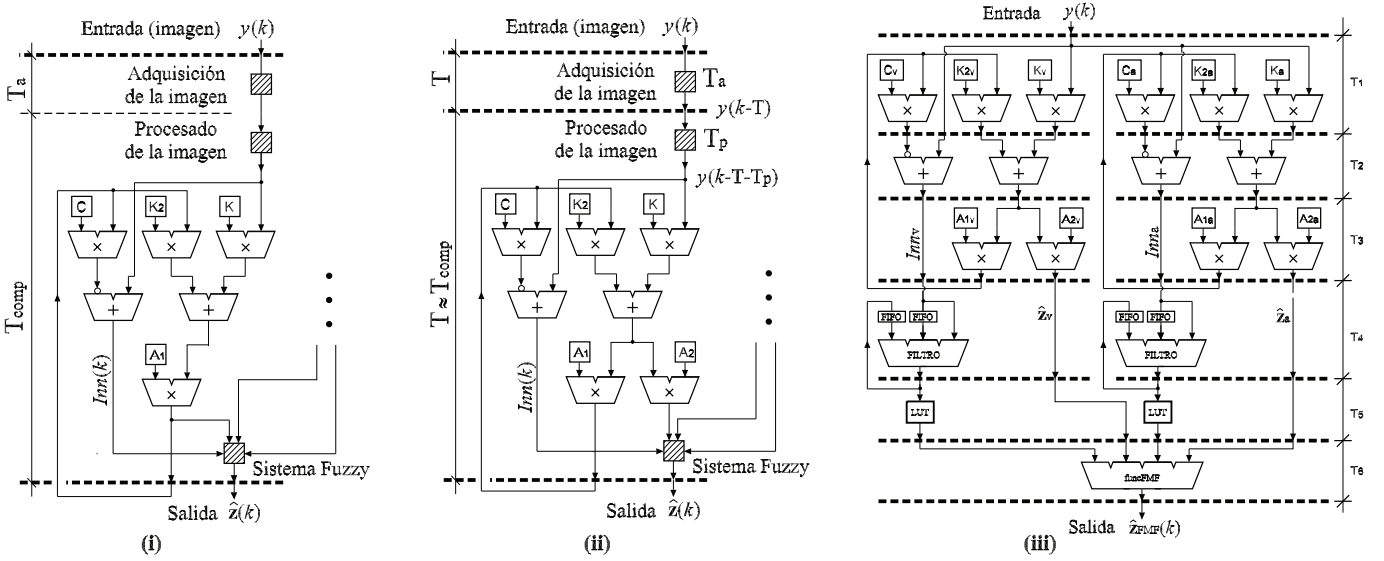 Entrada (imagen) y(k)
Ta
Adquisición
de la imagen
Tcomp
Procesado
de la imagen
C
K2
K
×
×
×
+
+
A1
×
Inn(k)
Sistema Fuzzy
Salida ẑ(k)
(i)
Entrada (imagen) y(k)
T
Adquisición
de la imagen
Ta
y(k-T)
T≈Tcomp
Procesado
de la imagen
Tp
y(k-T-Tp)
C
K2
K
×
×
×
+
+
A1
A2
×
×
Inn(k)
Sistema Fuzzy
Salida ẑ(k)
(ii)
Entrada y(k)
Cv
K2v
Kv
Ca
K2a
Ka
T1
×
×
×
×
×
×
+
+
+
+
T2
A1v
A2v
A1a
A2a
T3
×
×
×
×
Innv
Inna
ẑv
ẑa
FIFO
FIFO
FIFO
FIFO
T4
FILTRO
FILTRO
LUT
LUT
T5
funcFMF
T6
Salida ẑFMF(k)
(iii)